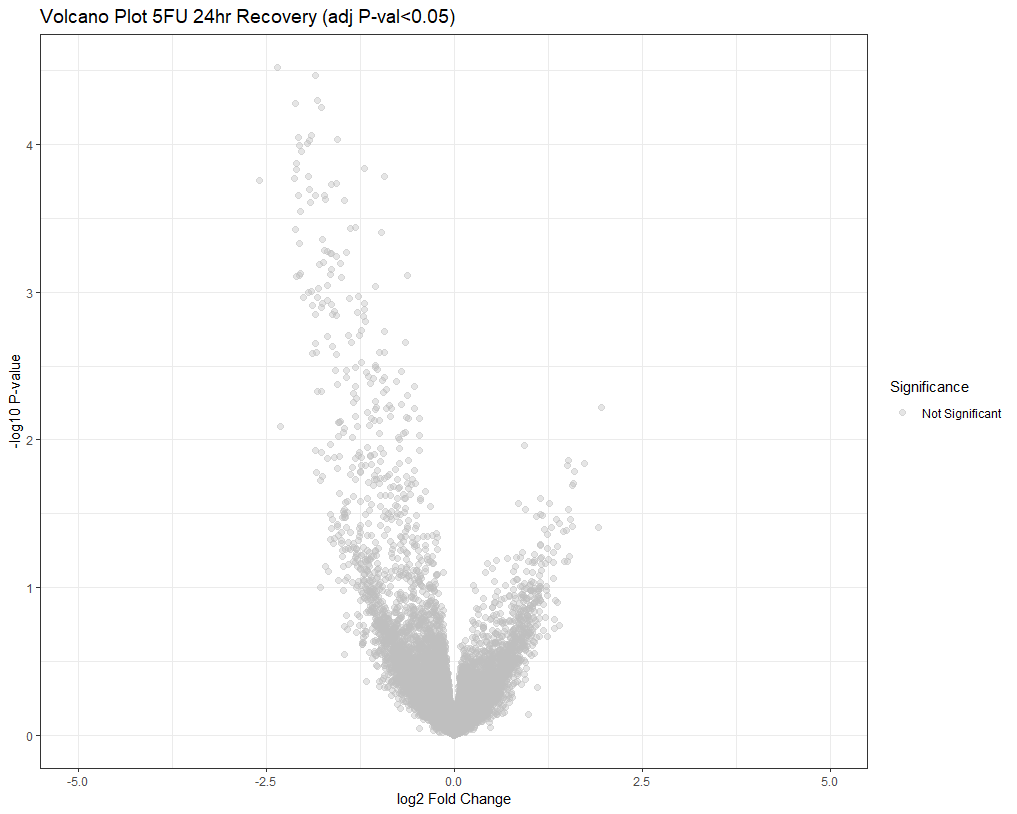 Volcano Plot 5FU 24hr Recovery (adj P-val<0.05)
4
3
2
1
0
-log10 P-value
-5.0
-2.5
0.0
2.5
5.0
log2 Fold Change
Significance
Not Significant